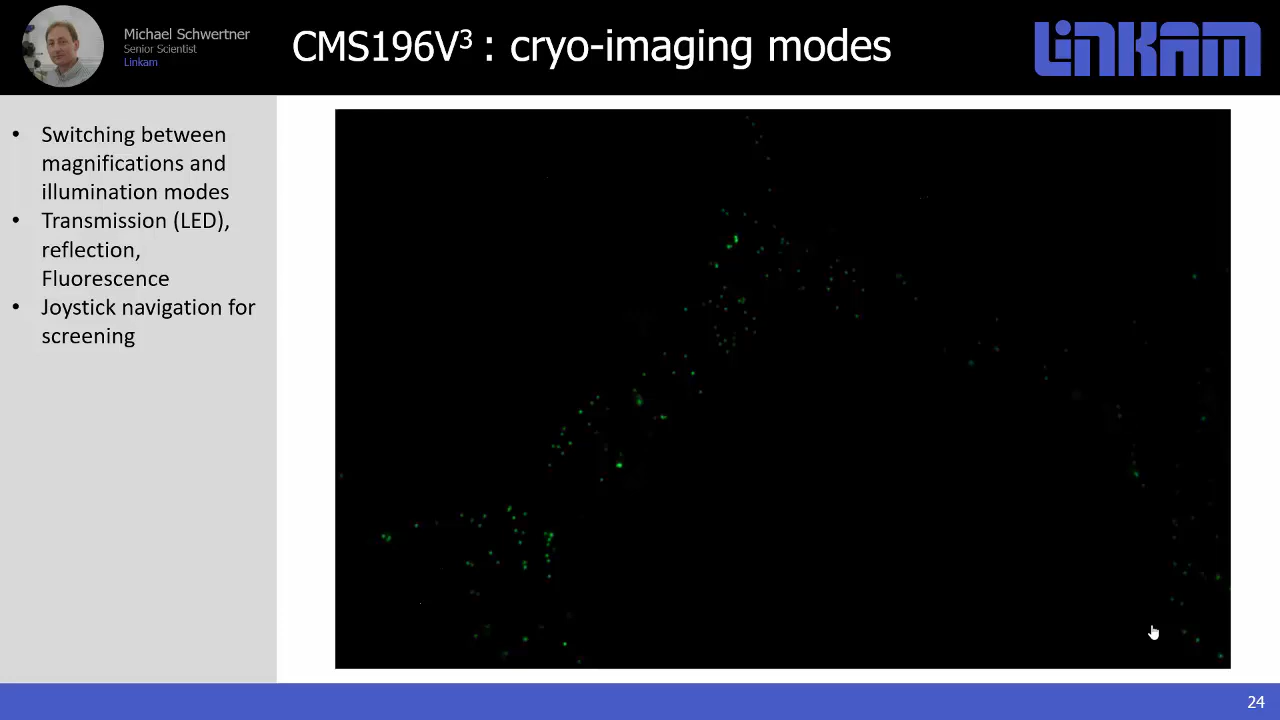 Michael Schwertner
Senior Scientist
Linkam
CMS196V³ : cryo-imaging modes
LINKAM
• Switching between
magnifications and
illumination modes
• Transmission (LED),
reflection,
Fluorescence
• Joystick navigation for
screening
24